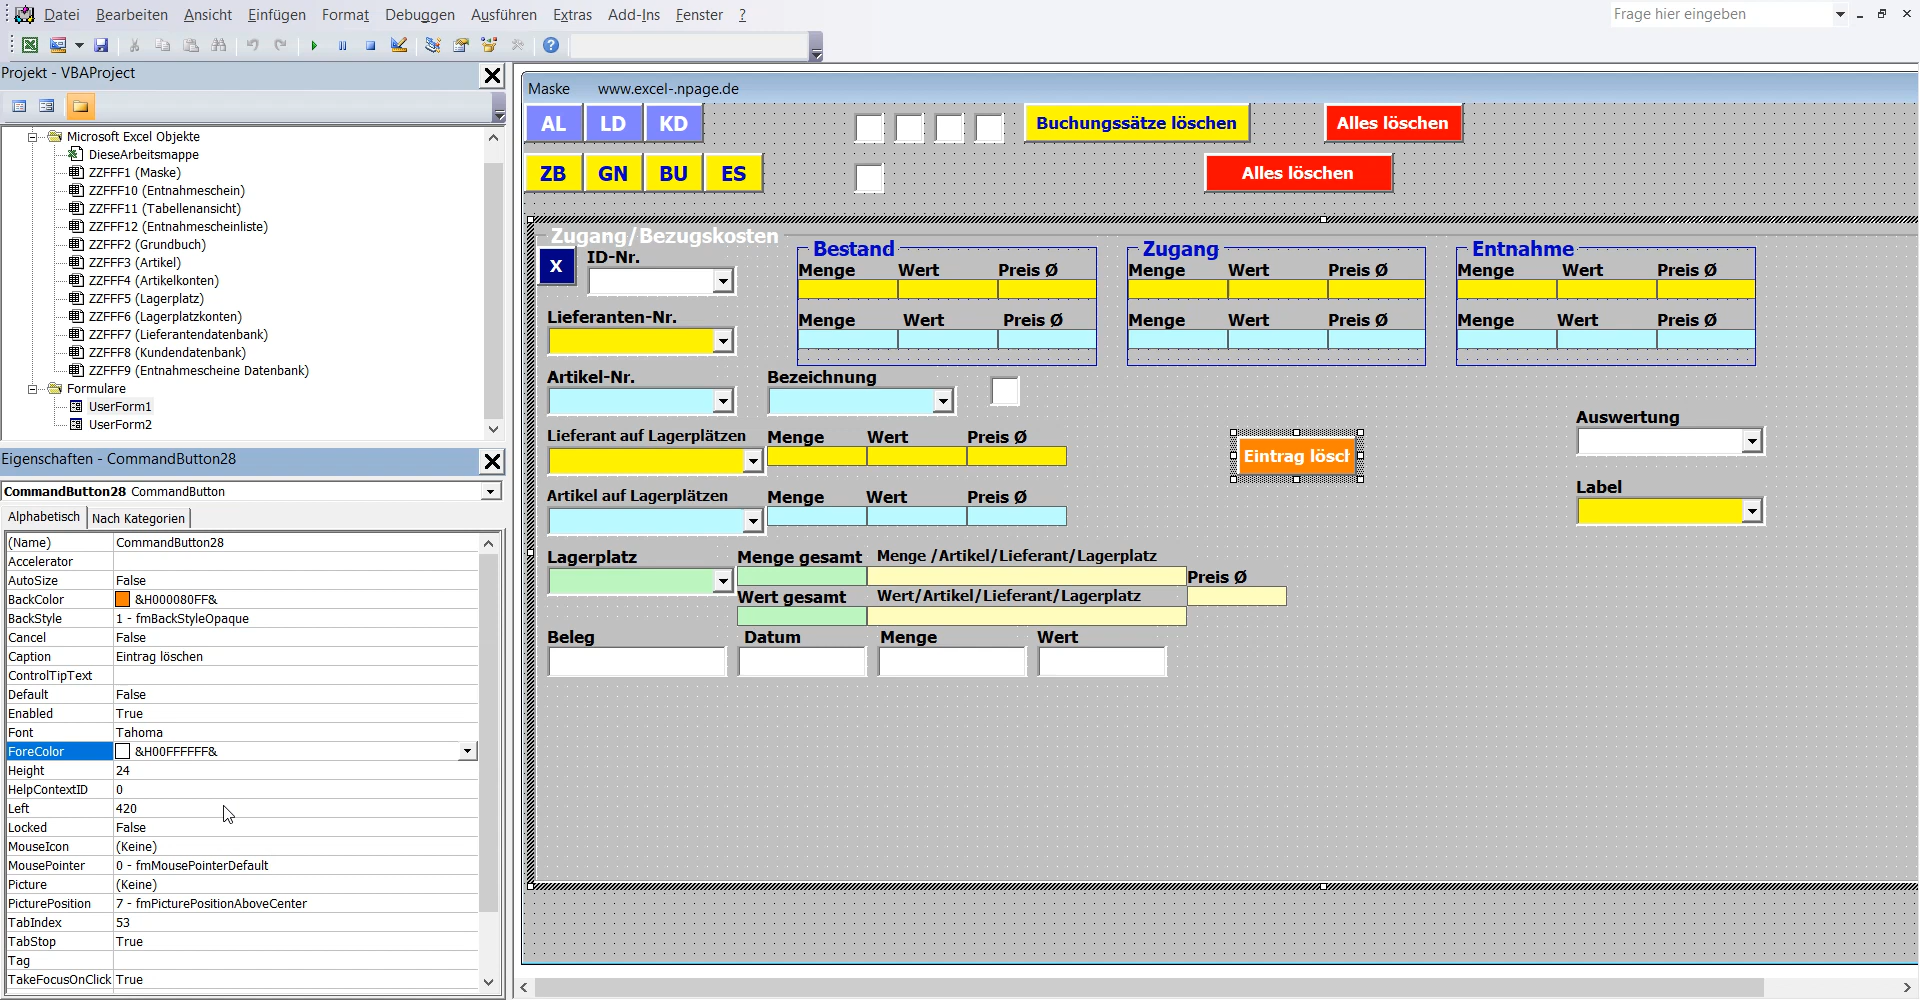 Datei Bearbeiten Ansicht Einfügen Format Debuggen Ausführen Extras Add-Ins Fenster ? Frage hier eingeben
Projekt - VBAProject
Microsoft Excel Objekte
DieseArbeitsmappe
ZZFFF1 (Maske)
ZZFFF10 (Entnahmeschein)
ZZFFF11 (Tabellenansicht)
ZZFFF12 (Entnahmescheinliste)
ZZFFF2 (Grundbuch)
ZZFFF3 (Artikel)
ZZFFF4 (Artikelkonten)
ZZFFF5 (Lagerplatz)
ZZFFF6 (Lagerplatzkonten)
ZZFFF7 (Lieferantendatenbank)
ZZFFF8 (Kundendatenbank)
ZZFFF9 (Entnahmescheine Datenbank)
Formulare
UserForm1
UserForm2
Eigenschaften - CommandButton28
CommandButton28 CommandButton
Alphabetisch Nach Kategorien
(Name) CommandButton28
Accelerator
AutoSize False
BackColor &H000080FF&
BackStyle 1 - fmBackStyleOpaque
Cancel False
Caption Eintrag löschen
ControlTipText
Default False
Enabled True
Font Tahoma
ForeColor &H00FFFFFF&
Height 24
HelpContextID 0
Left 420
Locked False
MouseIcon (Keine)
MousePointer 0 - fmMousePointerDefault
Picture (Keine)
PicturePosition 7 - fmPicturePositionAboveCenter
TabIndex 53
TabStop True
Tag
TakeFocusOnClick True
Maske www.excel-.npage.de
AL LD KD Buchungssätze löschen Alles löschen
ZB GN BU ES Alles löschen
Zugang/Bezugskosten
X ID-Nr.
Bestand Zugang Entnahme
Menge Wert Preis Ø Menge Wert Preis Ø Menge Wert Preis Ø
Lieferanten-Nr. Menge Wert Preis Ø Menge Wert Preis Ø Menge Wert Preis Ø
Artikel-Nr. Bezeichnung
Auswertung
Lieferant auf Lagerplätzen Menge Wert Preis Ø
Eintrag lösch
Label
Artikel auf Lagerplätzen Menge Wert Preis Ø
Lagerplatz Menge gesamt Menge /Artikel/Lieferant/Lagerplatz
Preis Ø
Wert gesamt Wert/Artikel/Lieferant/Lagerplatz
Beleg Datum Menge Wert